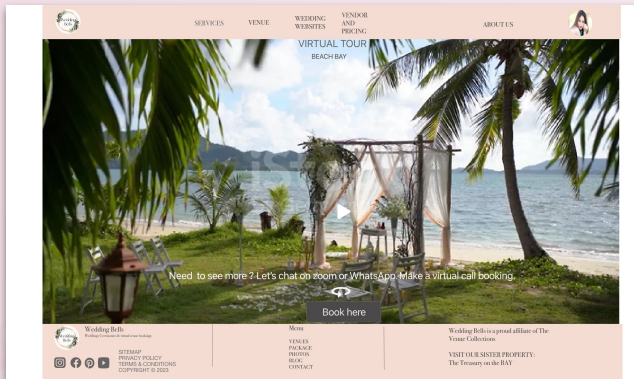 SERVICES
VENUE
WEDDING
WEBSITES
VENDOR
AND
PRICING
ABOUT US
VIRTUAL TOUR
BEACH BAY
iStock
Need to see more ? Let's chat on zoom or WhatsApp. Make a virtual call booking.
Book here
Wedding Bells
SITEMAP
PRIVACY POLICY
TERMS & CONDITIONS
COPYRIGHT © 2023
Menu
VENUES
PACKAGE
PHOTOS
BLOG
CONTACT
Wedding Bells is a proud affiliate of The
Venue Collections
VISIT OUR SISTER PROPERTY:
The Treasury on the BAY